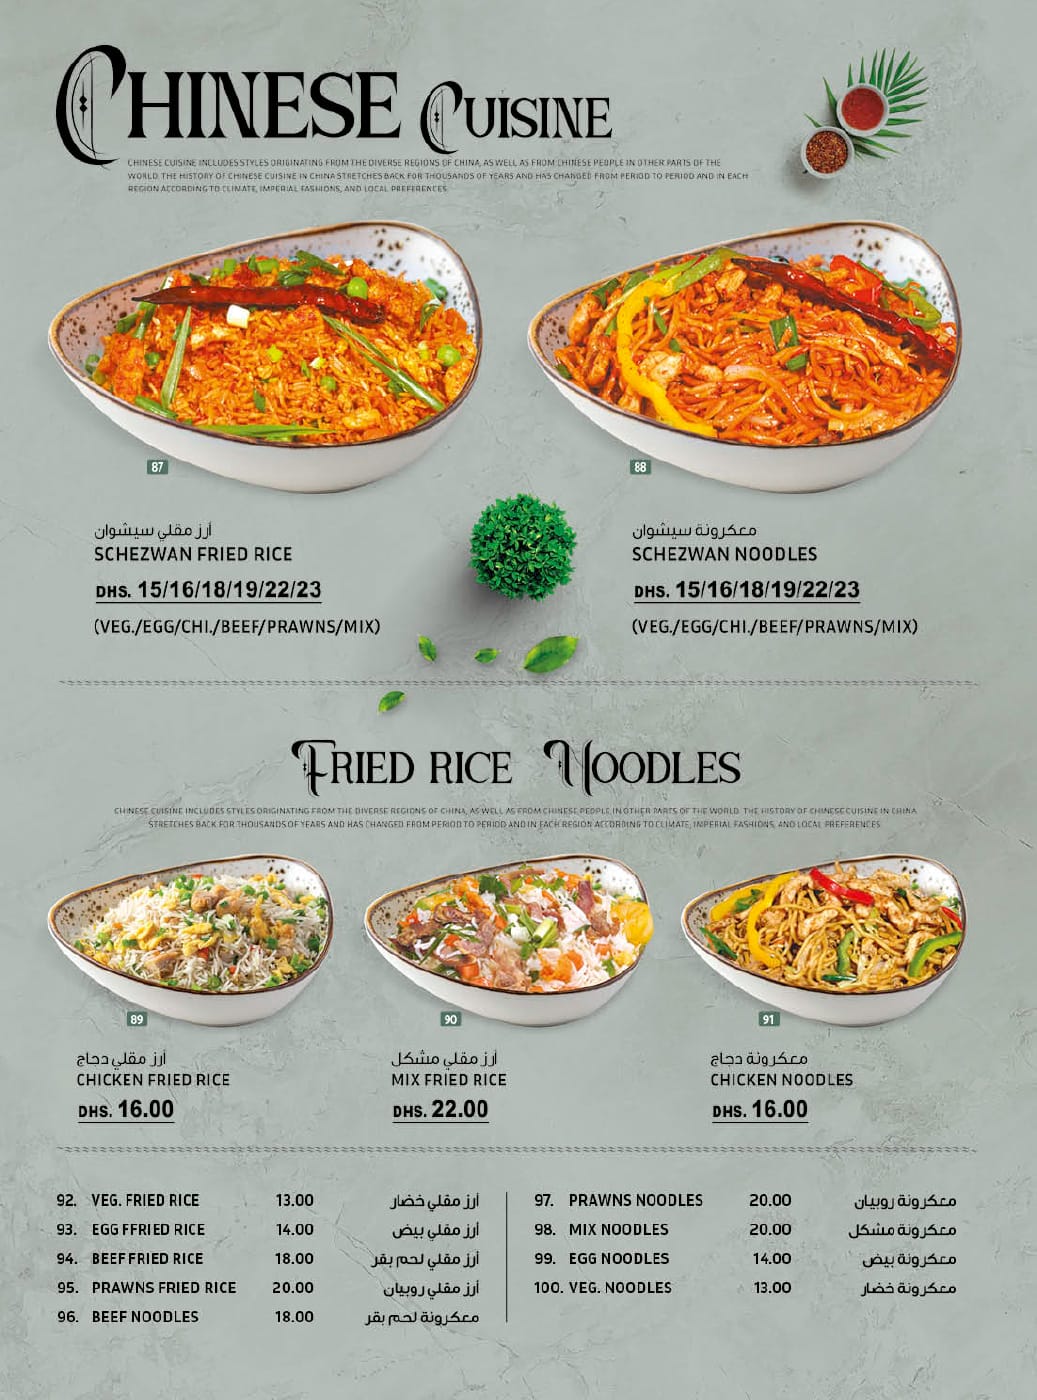 CHINESE CUISINE
CHINESE CUISINE INCLUDES STYLES ORIGINATING FROM THE DIVERSE REGIONS OF CHINA, AS WELL AS FROM CHINESE PEOPLE IN OTHER PARTS OF THE
WORLD. THE HISTORY OF CHINESE CUISINE IN CHINA STRETCHES BACK FOR THOUSANDS OF YEARS AND HAS CHANGED FROM PERIOD TO PERIOD AND IN EACH
REGION ACCORDING TO CLIMATE, IMPERIAL FASHIONS, AND LOCAL PREFERENCES
87
أرز مقلي سيشوان
SCHEZWAN FRIED RICE
DHS. 15/16/18/19/22/23
(VEG./EGG/CHI./BEEF/PRAWNS/MIX)
88
معكرونة سيشوان
SCHEZWAN NOODLES
DHS. 15/16/18/19/22/23
(VEG./EGG/CHI./BEEF/PRAWNS/MIX)
FRIED RICE NOODLES
CHINESE CUISINE INCLUDES STYLES ORIGINATING FROM THE DIVERSE REGIONS OF CHINA, AS WELL AS FROM CHINESE PEOPLE IN OTHER PARTS OF THE WORLD. THE HISTORY OF CHINESE CUISINE IN CHINA
STRETCHES BACK FOR THOUSANDS OF YEARS AND HAS CHANGED FROM PERIOD TO PERIOD AND IN EACH REGION ACCORDING TO CLIMATE, IMPERIAL FASHIONS, AND LOCAL PREFERENCES
89
أرز مقلي دجاج
CHICKEN FRIED RICE
DHS. 16.00
90
أرز مقلي مشكل
MIX FRIED RICE
DHS. 22.00
91
معكرونة دجاج
CHICKEN NOODLES
DHS. 16.00
92. VEG. FRIED RICE 13.00 أرز مقلي خضار
93. EGG FFRIED RICE 14.00 أرز مقلي بيض
94. BEEF FRIED RICE 18.00 أرز مقلي لحم بقر
95. PRAWNS FRIED RICE 20.00 أرز مقلي روبيان
96. BEEF NOODLES 18.00 معكرونة لحم بقر
97. PRAWNS NOODLES 20.00 معكرونة روبيان
98. MIX NOODLES 20.00 معكرونة مشكل
99. EGG NOODLES 14.00 معكرونة بيض
100. VEG. NOODLES 13.00 معكرونة خضار